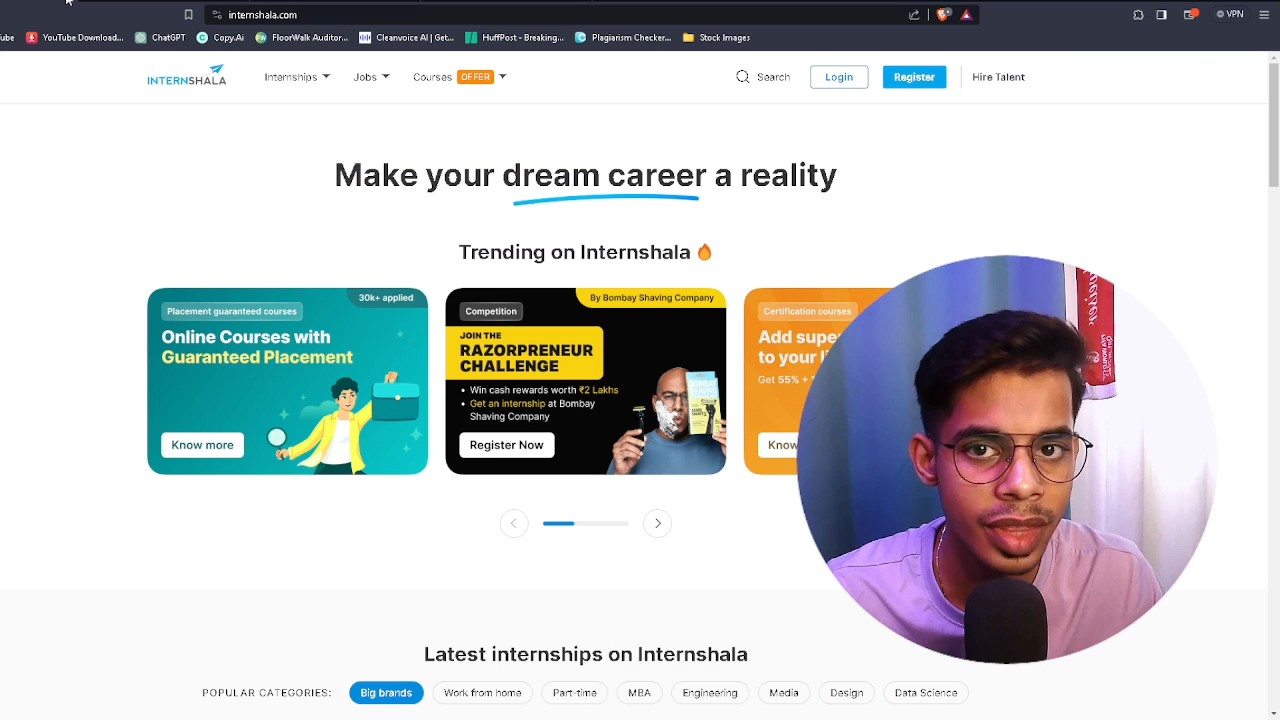 internshala.com
VPN
ube YouTube Download... ChatGPT Copy.Ai FloorWalk Auditor... Cleanvoice AI | Get... HuffPost - Breaking... Plagiarism Checker... Stock Images
INTERNSHALA Internships Jobs Courses OFFER Search Login Register Hire Talent
Make your dream career a reality
Trending on Internshala
30k+ applied
Placement guaranteed courses
Online Courses with
Guaranteed Placement
Know more
By Bombay Shaving Company
Competition
JOIN THE
RAZORPRENEUR
CHALLENGE
• Win cash rewards worth ₹2 Lakhs
• Get an internship at Bombay
Shaving Company
Register Now
Certification courses
Add supe
to your
Get 55% +
Know
Latest internships on Internshala
POPULAR CATEGORIES: Big brands Work from home Part-time MBA Engineering Media Design Data Science